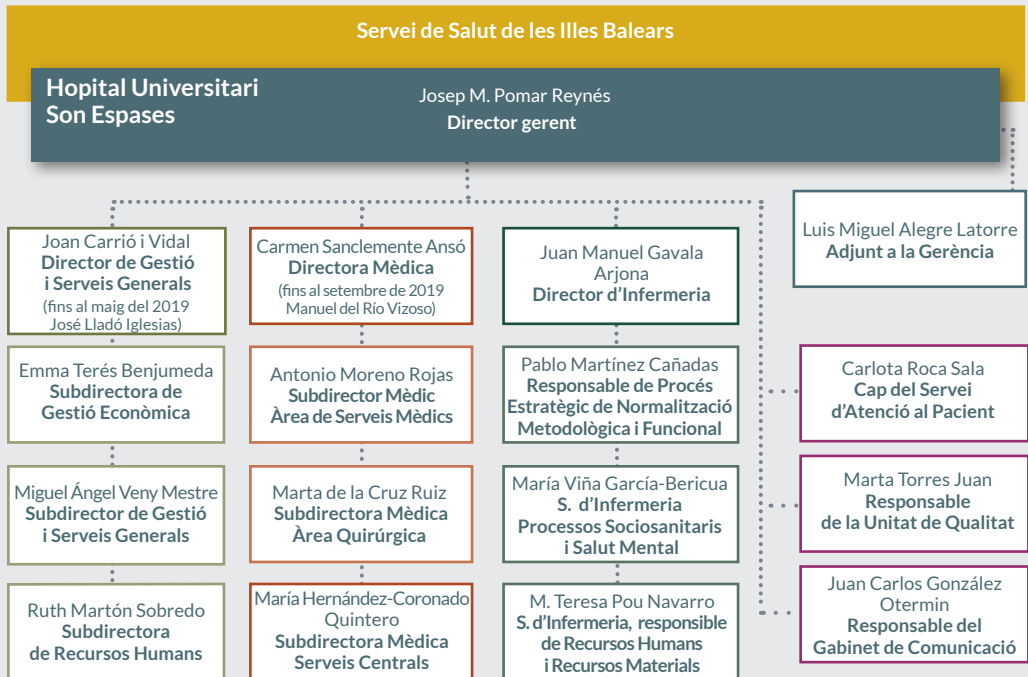 Servei de Salut de les Illes Balears
Hopital Universitari
Son Espases
Josep M. Pomar Reynés
Director gerent
Luis Miguel Alegre Latorre
Adjunt a la Gerència
Joan Carrió i Vidal
Director de Gestió
i Serveis Generals
(fins al maig del 2019
José Lladó Iglesias)
Emma Terés Benjumeda
Subdirectora de
Gestió Econòmica
Miguel Ángel Veny Mestre
Subdirector de Gestió
i Serveis Generals
Ruth Martón Sobredo
Subdirectora
de Recursos Humans
Carmen Sanclemente Ansó
Directora Mèdica
(fins al setembre de 2019
Manuel del Río Vizoso)
Antonio Moreno Rojas
Subdirector Mèdic
Àrea de Serveis Mèdics
Marta de la Cruz Ruiz
Subdirectora Mèdica
Àrea Quirúrgica
María Hernández-Coronado
Quintero
Subdirectora Mèdica
Serveis Centrals
Juan Manuel Gavala
Arjona
Director d'Infermeria
Pablo Martínez Cañadas
Responsable de Procés
Estratègic de Normalització
Metodològica i Funcional
María Viña García-Bericua
S. d'Infermeria
Processos Sociosanitaris
i Salut Mental
M. Teresa Pou Navarro
S. d'Infermeria, responsible
de Recursos Humans
i Recursos Materials
Carlota Roca Sala
Cap del Servei
d'Atenció al Pacient
Marta Torres Juan
Responsable
de la Unitat de Qualitat
Juan Carlos González
Otermin
Responsable del
Gabinet de Comunicació